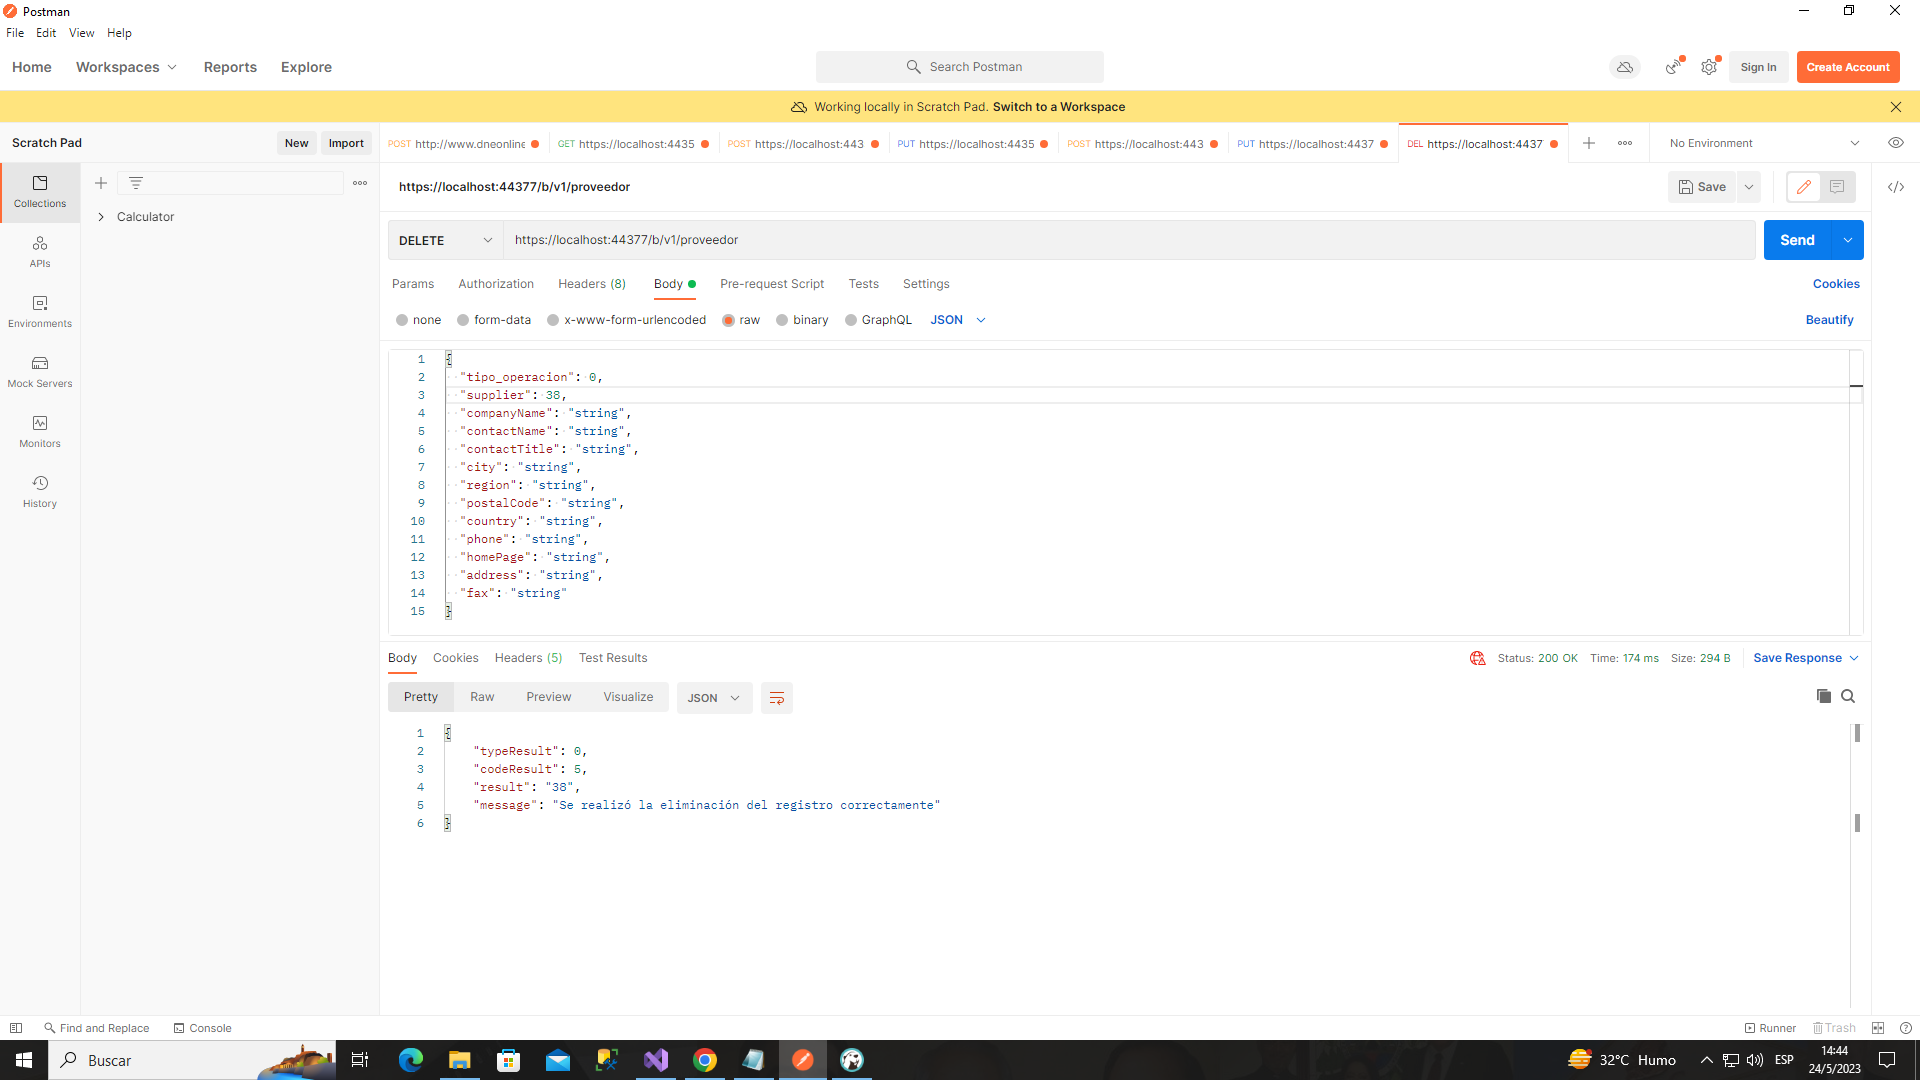 Postman
File Edit View Help
Home Workspaces Reports Explore
Search Postman
Sign In
Create Account
Working locally in Scratch Pad. Switch to a Workspace
Scratch Pad
New Import
POST http://www.dneonline
GET https://localhost:4435
POST https://localhost:443
PUT https://localhost:4435
POST https://localhost:443
PUT https://localhost:4437
DEL https://localhost:4437
No Environment
Collections
APIs
Environments
Mock Servers
Monitors
History
Calculator
https://localhost:44377/b/v1/proveedor
Save
DELETE https://localhost:44377/b/v1/proveedor
Send
Params Authorization Headers (8) Body Pre-request Script Tests Settings
Cookies
none form-data x-www-form-urlencoded raw binary GraphQL JSON
Beautify
1 {
2 "tipo_operacion": 0,
3 "supplier": 38,
4 "companyName": "string",
5 "contactName": "string",
6 "contactTitle": "string",
7 "city": "string",
8 "region": "string",
9 "postalCode": "string",
10 "country": "string",
11 "phone": "string",
12 "homePage": "string",
13 "address": "string",
14 "fax": "string"
15 }
Body Cookies Headers (5) Test Results
Status: 200 OK Time: 174 ms Size: 294 B Save Response
Pretty Raw Preview Visualize JSON
1 {
2 "typeResult": 0,
3 "codeResult": 5,
4 "result": "38",
5 "message": "Se realizó la eliminación del registro correctamente"
6 }
Find and Replace Console
Runner Trash
Buscar
32°C Humo
ESP
14:44
24/5/2023